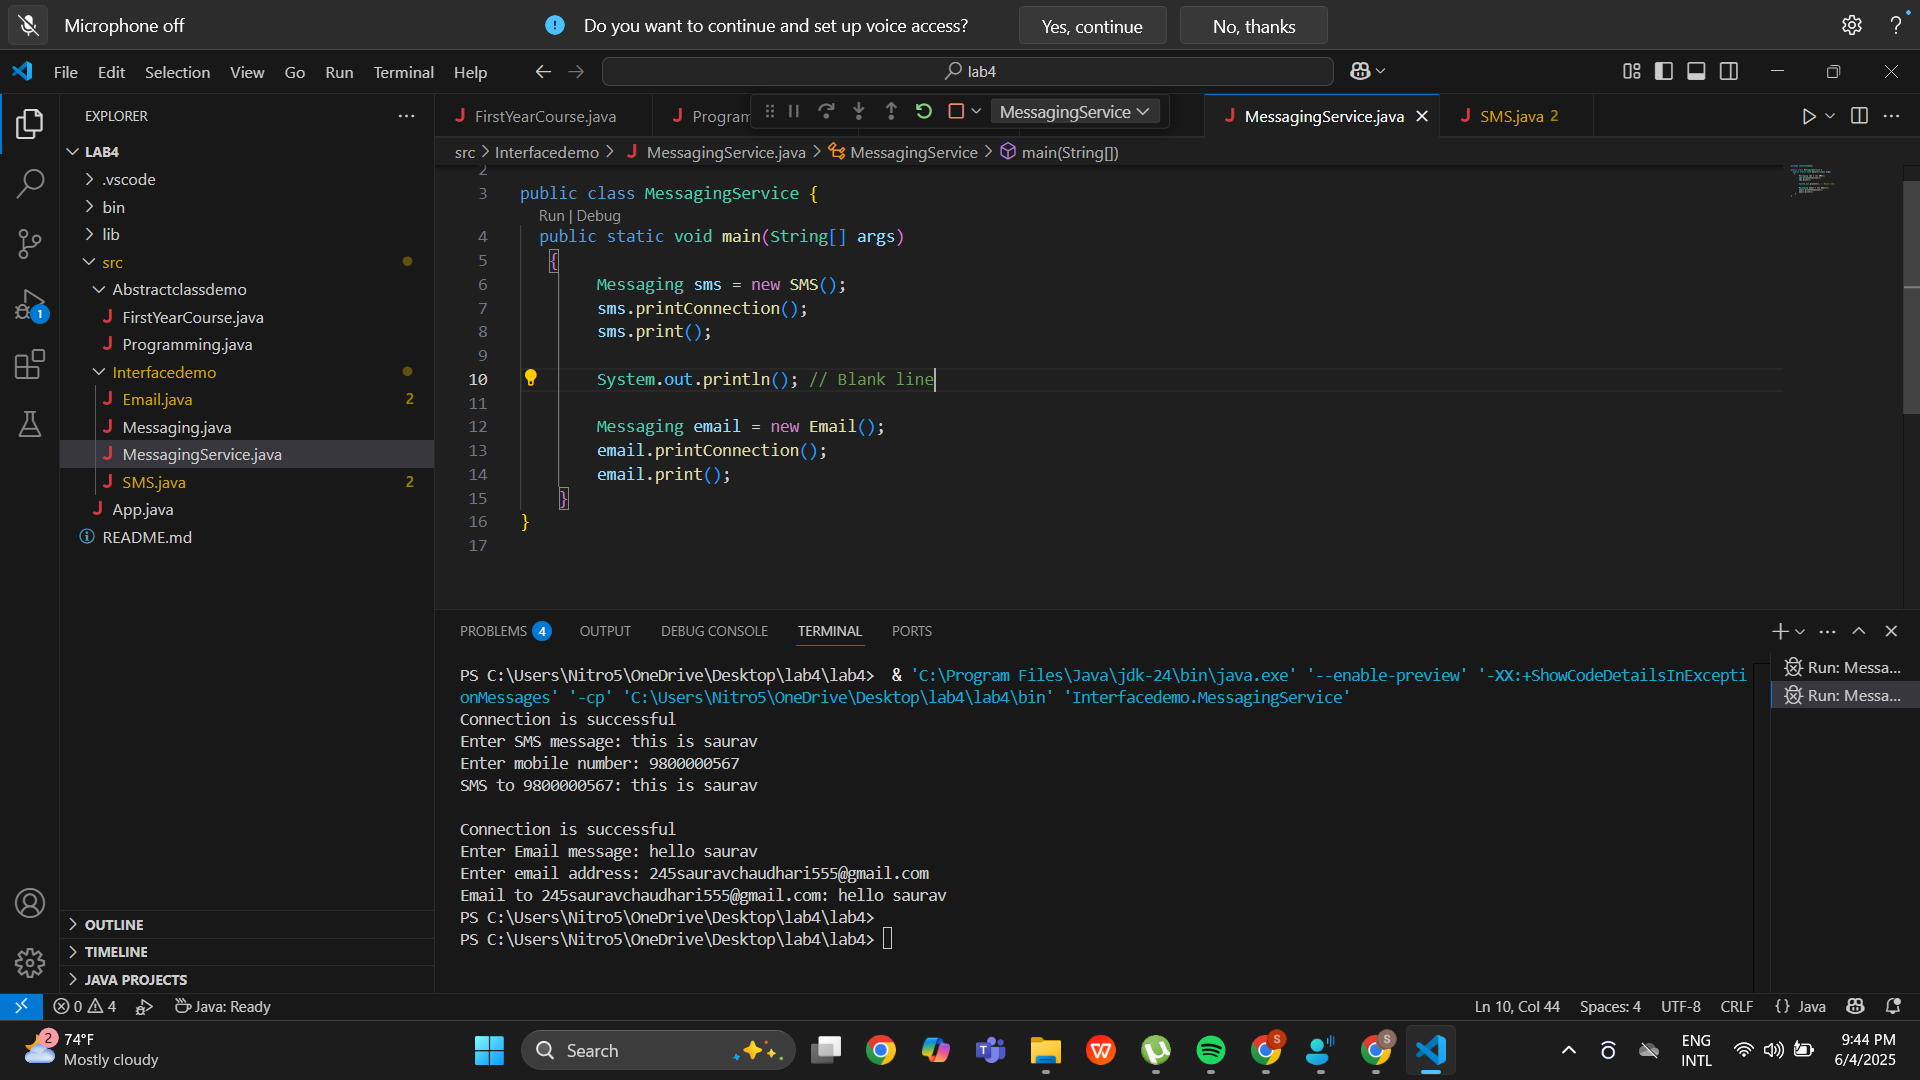 Microphone off
Do you want to continue and set up voice access?
Yes, continue
No, thanks
?
File Edit Selection View Go Run Terminal Help
lab4
EXPLORER
LAB4
.vscode
bin
lib
src
Abstractclassdemo
J FirstYearCourse.java
J Programming.java
Interfacedemo
J Email.java 2
J Messaging.java
J MessagingService.java
J SMS.java 2
J App.java
README.md
OUTLINE
TIMELINE
JAVA PROJECTS
1
J FirstYearCourse.java
J Program
MessagingService
J MessagingService.java
J SMS.java 2
src > Interfacedemo > J MessagingService.java > MessagingService > main(String[])
2
3 public class MessagingService {
Run | Debug
4 public static void main(String[] args)
5 {
6 Messaging sms = new SMS();
7 sms.printConnection();
8 sms.print();
9
10 System.out.println(); // Blank line
11
12 Messaging email = new Email();
13 email.printConnection();
14 email.print();
15 }
16 }
17
PROBLEMS 4 OUTPUT DEBUG CONSOLE TERMINAL PORTS
PS C:\Users\Nitro5\OneDrive\Desktop\lab4\lab4>  & 'C:\Program Files\Java\jdk-24\bin\java.exe' '--enable-preview' '-XX:+ShowCodeDetailsInExcepti
onMessages' '-cp' 'C:\Users\Nitro5\OneDrive\Desktop\lab4\lab4\bin' 'Interfacedemo.MessagingService'
Connection is successful
Enter SMS message: this is saurav
Enter mobile number: 9800000567
SMS to 9800000567: this is saurav
Connection is successful
Enter Email message: hello saurav
Enter email address: 245sauravchaudhari555@gmail.com
Email to 245sauravchaudhari555@gmail.com: hello saurav
PS C:\Users\Nitro5\OneDrive\Desktop\lab4\lab4>
PS C:\Users\Nitro5\OneDrive\Desktop\lab4\lab4>
Run: Messa...
Run: Messa...
0 4 Java: Ready
Ln 10, Col 44 Spaces: 4 UTF-8 CRLF {} Java
2 74°F
Mostly cloudy
Search
S
S
ENG
INTL
9:44 PM
6/4/2025